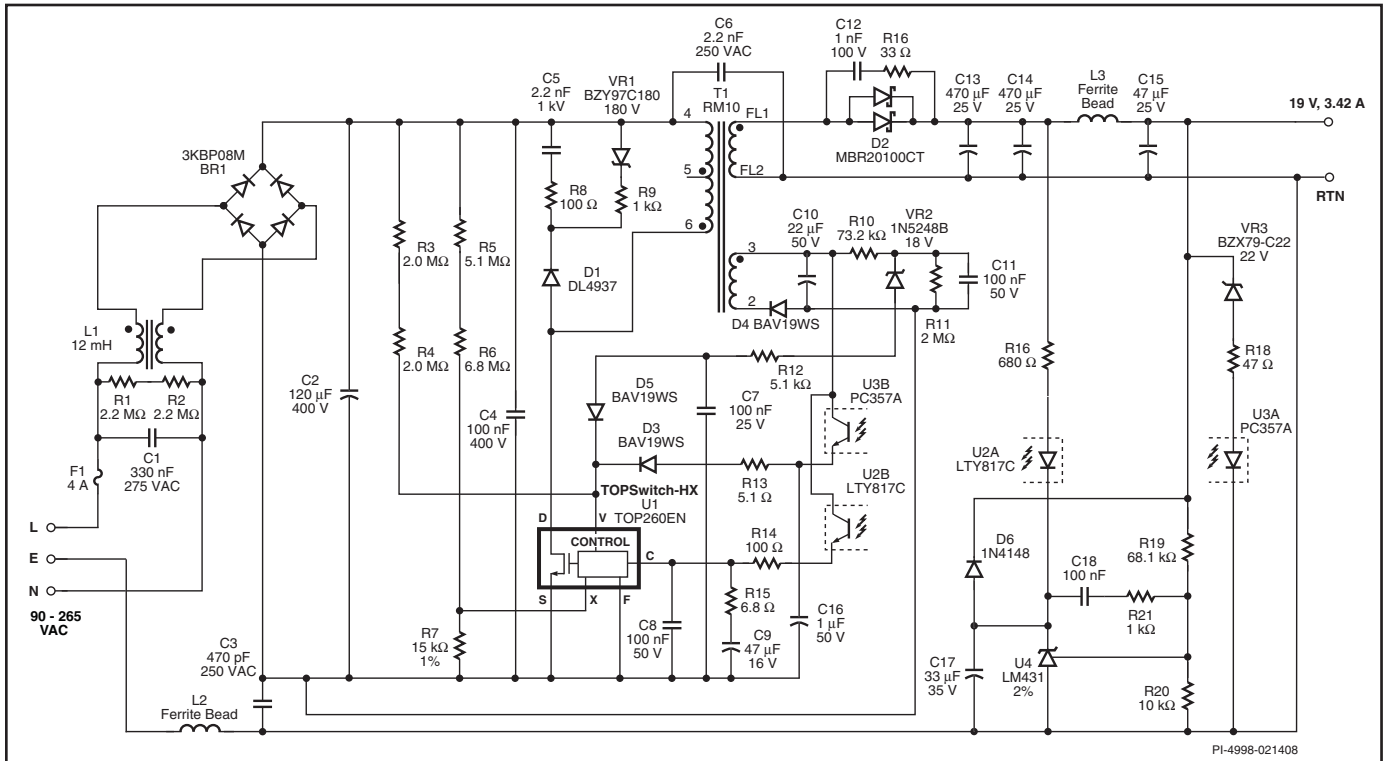 C6
2.2 nF
250 VAC
C12
1 nF
100 V
R16
33 Ω
C5
2.2 nF
1 kV
VR1
BZY97C180
180 V
T1
RM10
4
5
6
FL1
FL2
D2
MBR20100CT
C13
470 µF
25 V
C14
470 µF
25 V
L3
Ferrite
Bead
C15
47 µF
25 V
19 V, 3.42 A
RTN
3KBP08M
BR1
R8
100 Ω
R9
1 kΩ
D1
DL4937
R3
2.0 MΩ
R5
5.1 MΩ
3
2
C10
22 µF
50 V
R10
73.2 kΩ
VR2
1N5248B
18 V
C11
100 nF
50 V
D4 BAV19WS
R11
2 MΩ
VR3
BZX79-C22
22 V
L1
12 mH
R1
2.2 MΩ
R2
2.2 MΩ
C1
330 nF
275 VAC
F1
4 A
C2
120 µF
400 V
R4
2.0 MΩ
R6
6.8 MΩ
C4
100 nF
400 V
D5
BAV19WS
R12
5.1 kΩ
C7
100 nF
25 V
D3
BAV19WS
R13
5.1 Ω
U3B
PC357A
U2B
LTY817C
R16
680 Ω
R18
47 Ω
U2A
LTY817C
U3A
PC357A
TOPSwitch-HX
U1
TOP260EN
D
V
CONTROL
C
S
X
F
R14
100 Ω
R15
6.8 Ω
C8
100 nF
50 V
C9
47 µF
16 V
C16
1 µF
50 V
R7
15 kΩ
1%
L
E
N
90 - 265
VAC
C3
470 pF
250 VAC
L2
Ferrite Bead
D6
1N4148
C18
100 nF
R21
1 kΩ
R19
68.1 kΩ
C17
33 µF
35 V
U4
LM431
2%
R20
10 kΩ
PI-4998-021408